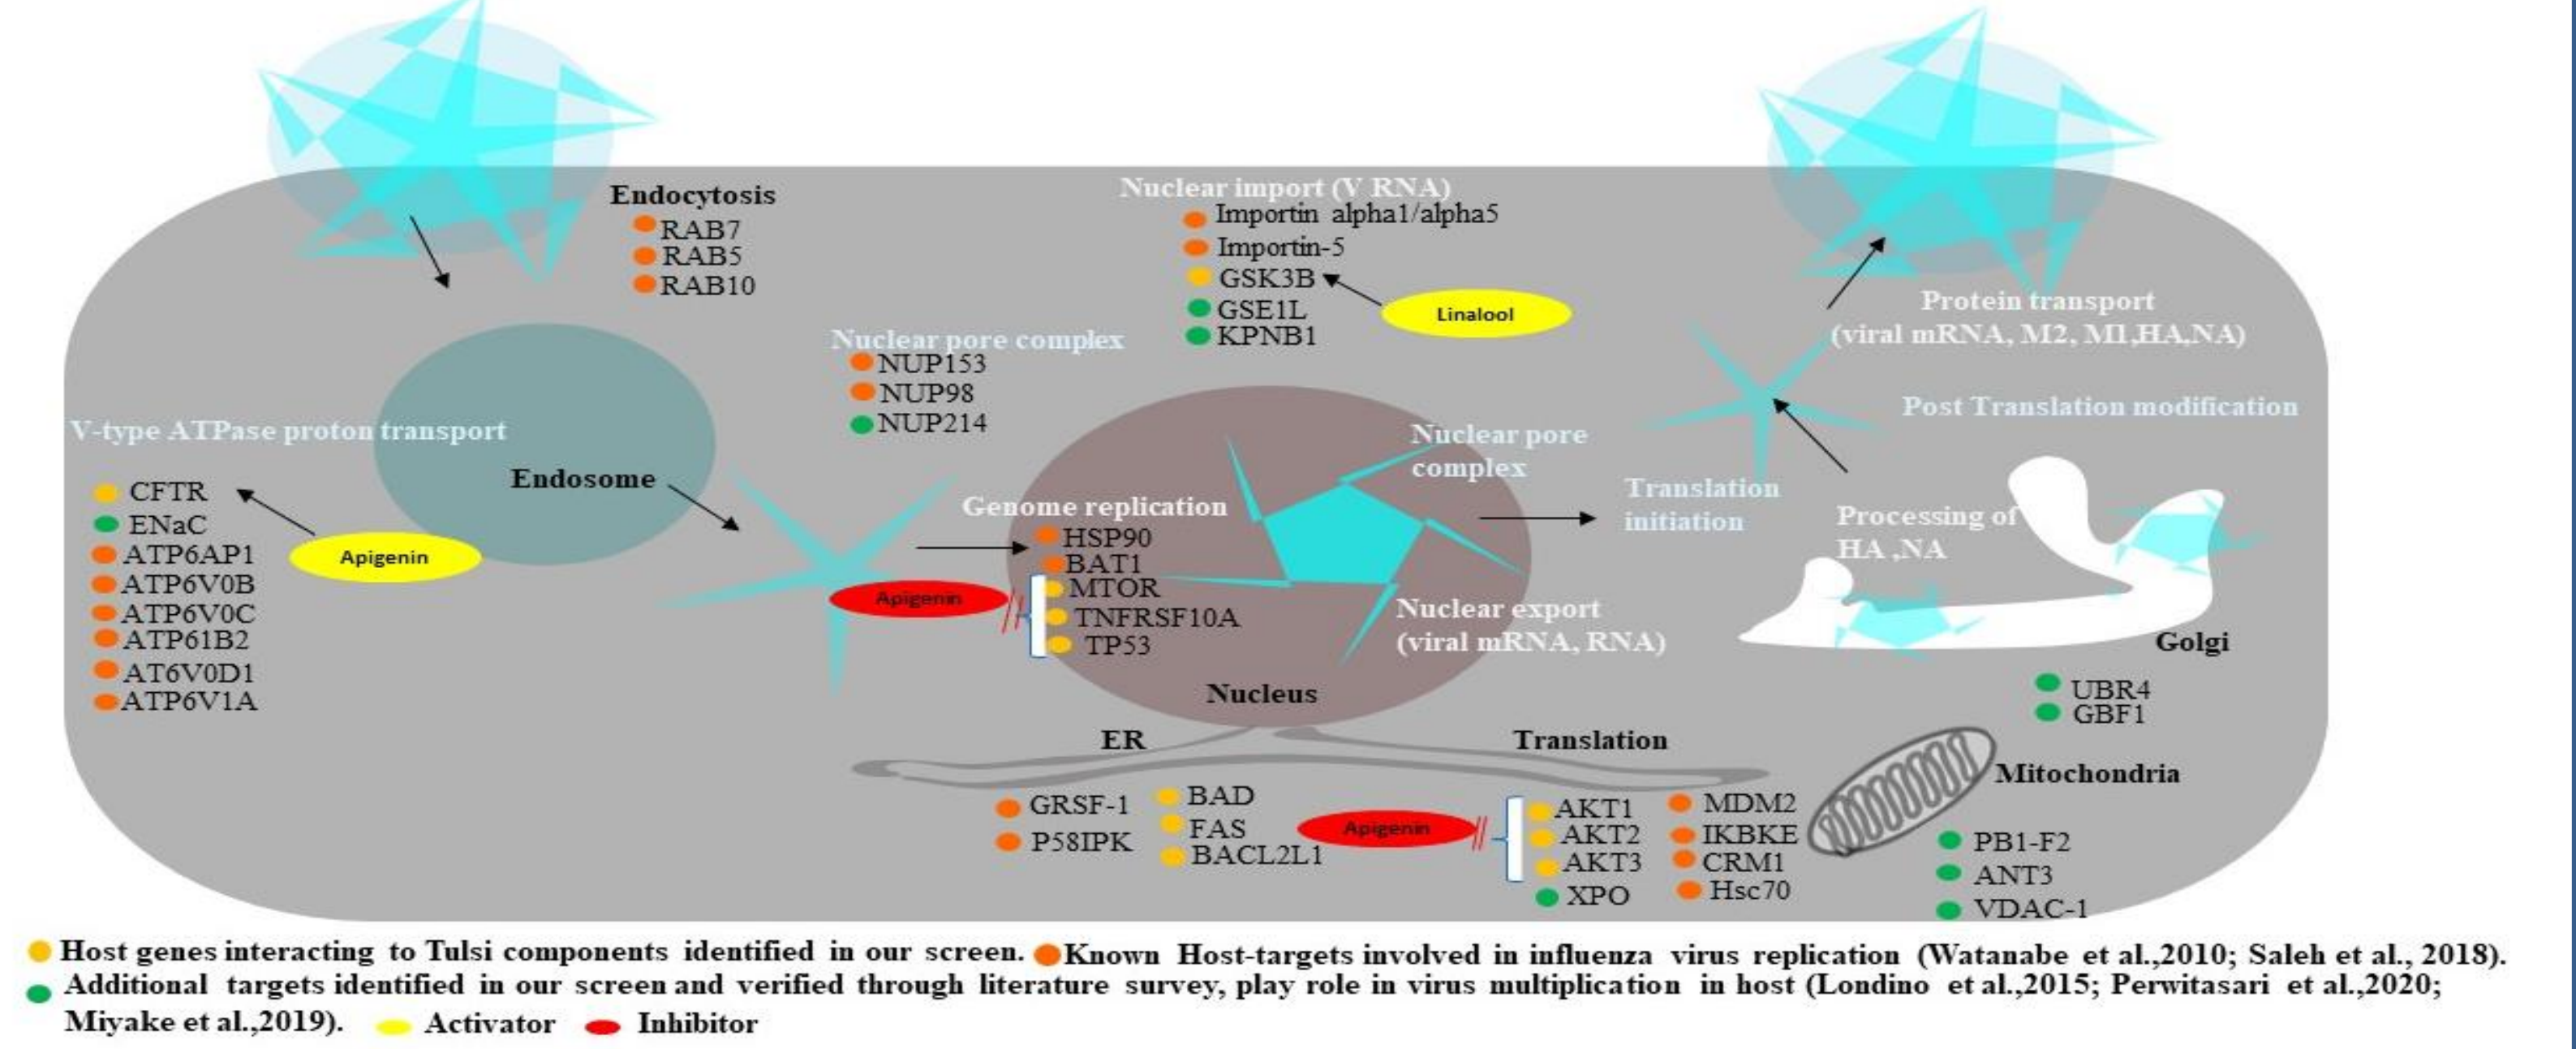 Endocytosis
RAB7
RAB5
RAB10
Nuclear import (V RNA)
Importin alpha1/alpha5
Importin-5
GSK3B
GSE1L
KPNB1
Linalool
Nuclear pore complex
NUP153
NUP98
NUP214
Protein transport
(viral mRNA, M2, M1,HA,NA)
Post Translation modification
V-type ATPase proton transport
Endosome
CFTR
ENaC
ATP6AP1
ATP6V0B
ATP6V0C
ATP61B2
AT6V0D1
ATP6V1A
Apigenin
Genome replication
HSP90
BAT1
MTOR
TNFRSF10A
TP53
Apigenin
Nuclear pore
complex
Translation
initiation
Nuclear export
(viral mRNA, RNA)
Nucleus
Processing of
HA ,NA
Golgi
UBR4
GBF1
ER
Translation
Mitochondria
GRSF-1
P58IPK
BAD
FAS
BACL2L1
Apigenin
AKT1
AKT2
AKT3
XPO
MDM2
IKBKE
CRM1
Hsc70
PB1-F2
ANT3
VDAC-1
Host genes interacting to Tulsi components identified in our screen. Known Host-targets involved in influenza virus replication (Watanabe et al.,2010; Saleh et al., 2018).
Additional targets identified in our screen and verified through literature survey, play role in virus multiplication in host (Londino et al.,2015; Perwitasari et al.,2020;
Miyake et al.,2019). Activator Inhibitor